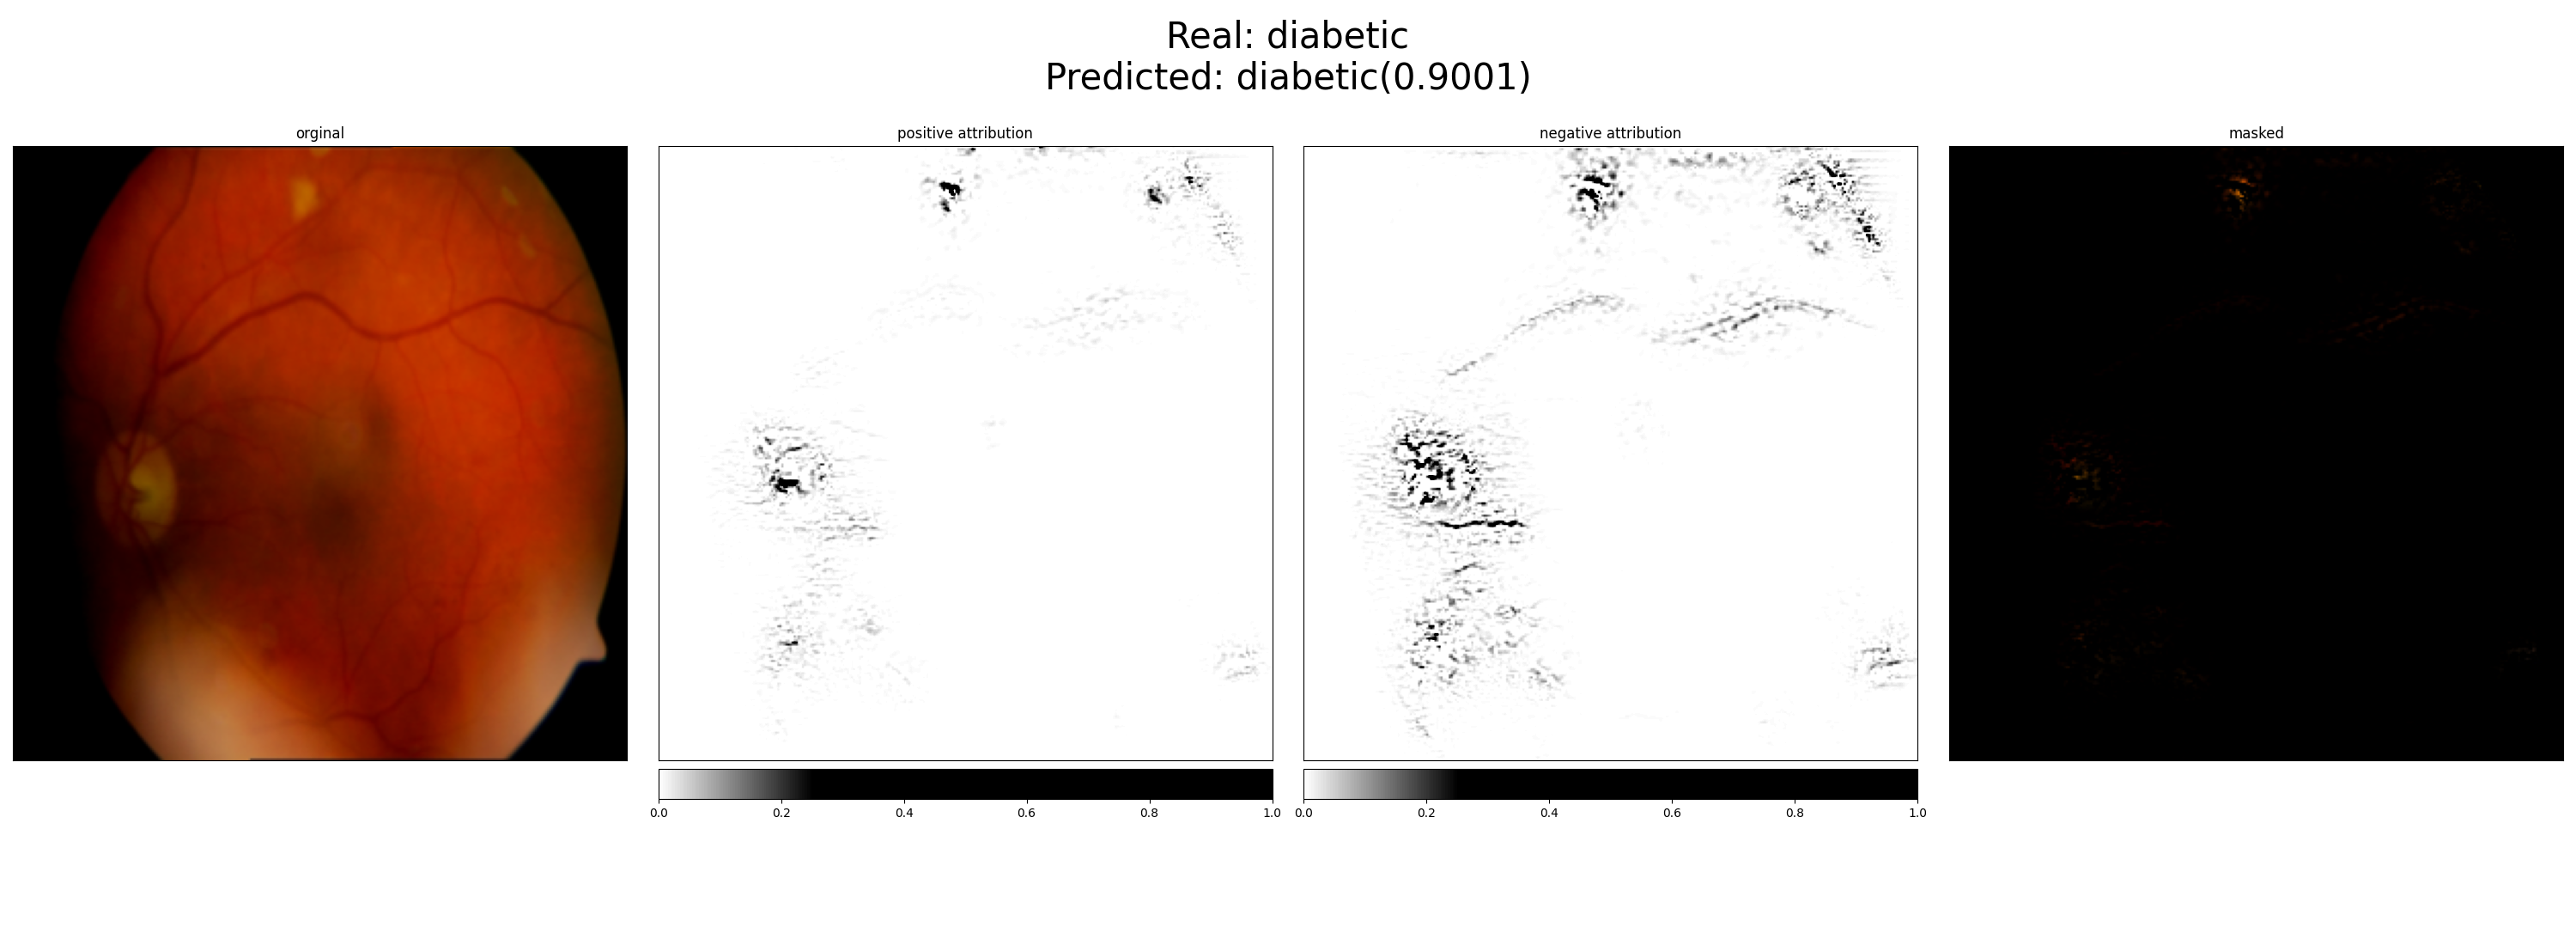 Real: diabetic
Predicted: diabetic(0.9001)
orginal
positive attribution
negative attribution
masked
0.0 0.2 0.4 0.6 0.8 1.0
0.0 0.2 0.4 0.6 0.8 1.0